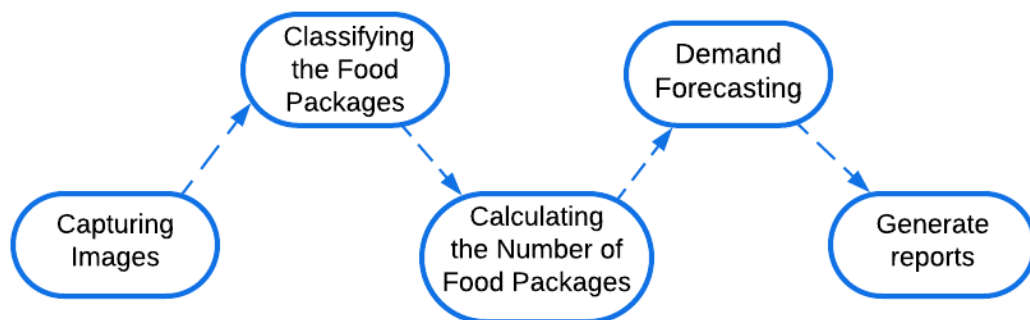 Capturing
Images
Classifying
the Food
Packages
Calculating
the Number of
Food Packages
Demand
Forecasting
Generate
reports